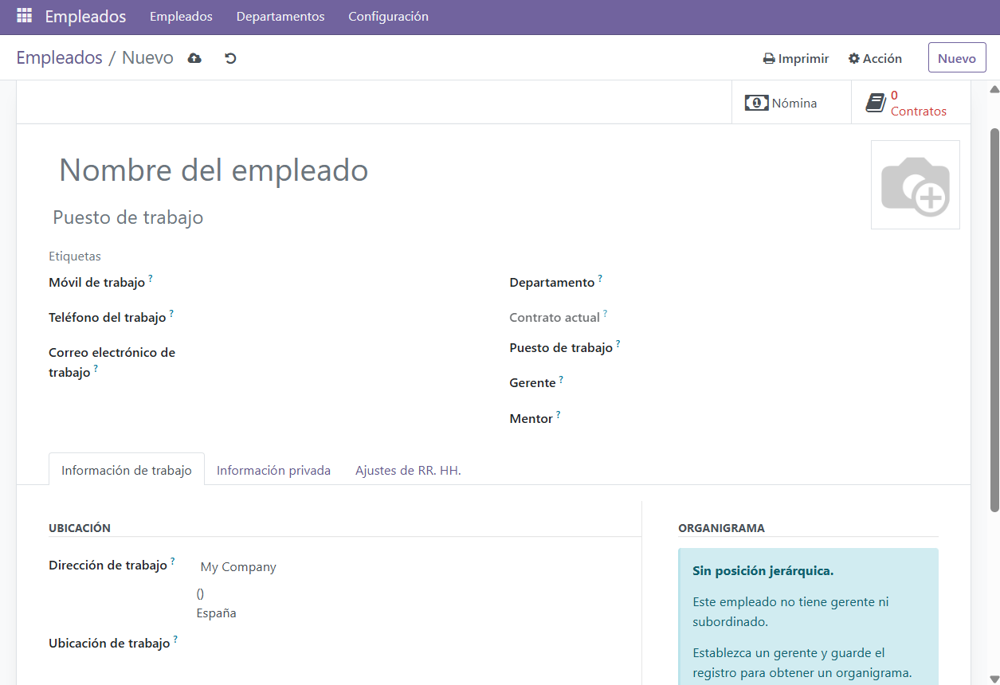 Empleados Empleados Departamentos Configuración
Empleados / Nuevo Imprimir Acción Nuevo
1 Nómina
0
Contratos
Nombre del empleado
Puesto de trabajo
Etiquetas
Móvil de trabajo ?
Teléfono del trabajo ?
Correo electrónico de
trabajo ?
Departamento ?
Contrato actual ?
Puesto de trabajo ?
Gerente ?
Mentor ?
Información de trabajo Información privada Ajustes de RR. HH.
UBICACIÓN
Dirección de trabajo ? My Company
()
España
Ubicación de trabajo ?
ORGANIGRAMA
Sin posición jerárquica.
Este empleado no tiene gerente ni
subordinado.
Establezca un gerente y guarde el
registro para obtener un organigrama.